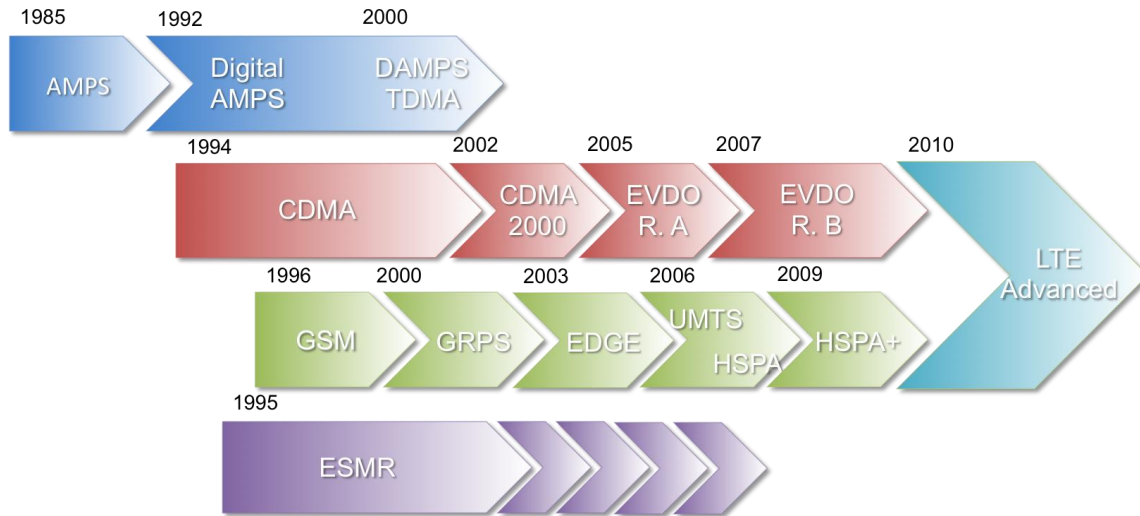 1985
1992
2000
AMPS
Digital
AMPS
DAMPS
TDMA
1994
2002
2005
2007
2010
CDMA
CDMA
2000
EVDO
R. A
EVDO
R. B
LTE
Advanced
1996
2000
2003
2006
2009
GSM
GRPS
EDGE
UMTS
HSPA
HSPA+
1995
ESMR